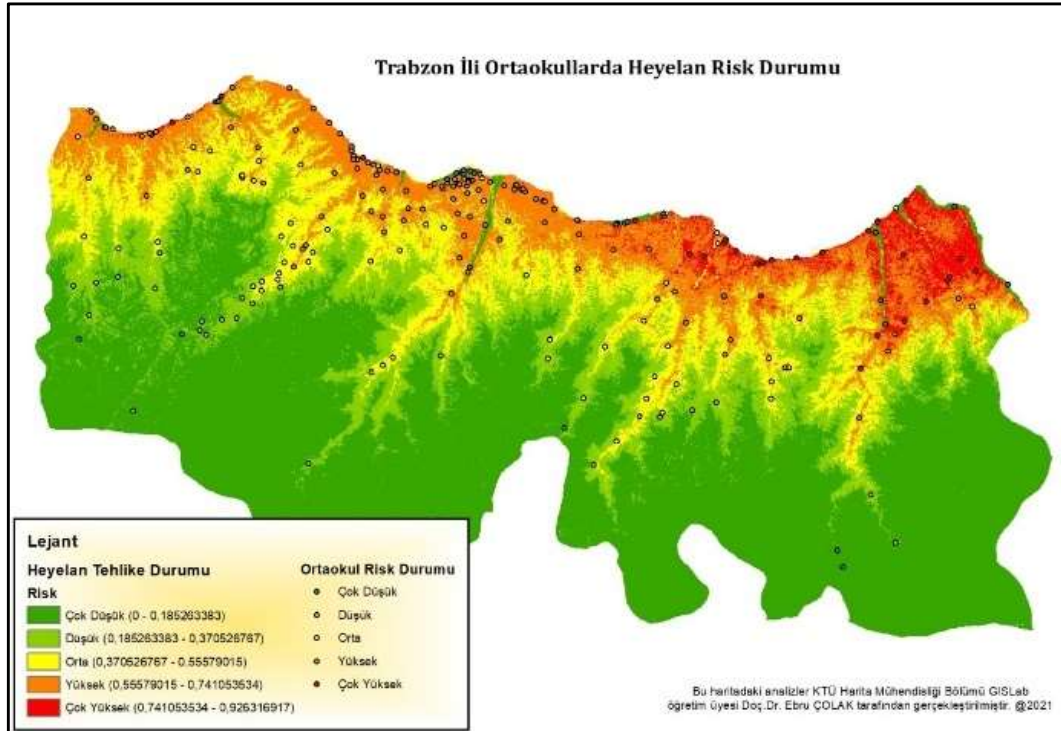 Trabzon İli Ortaokullarda Heyelan Risk Durumu
Lejant
Heyelan Tehlike Durumu
Risk
Çok Düşük (0 - 0,185263383)
Düşük (0,185263383 - 0,370526767)
Orta (0,370526767 - 0.55579015)
Yüksek (0,55579015 - 0,741053534)
Çok Yüksek (0,741053534 - 0,926316917)
Ortaokul Risk Durumu
Çok Düşük
Düşük
Orta
Yüksek
Çok Yüksek
Bu haritadaki analizler KTÜ Harita Mühendisliği Bölümü GISLab
öğretim üyesi Doç.Dr. Ebru ÇOLAK tarafından gerçekleştirilmiştir. @2021